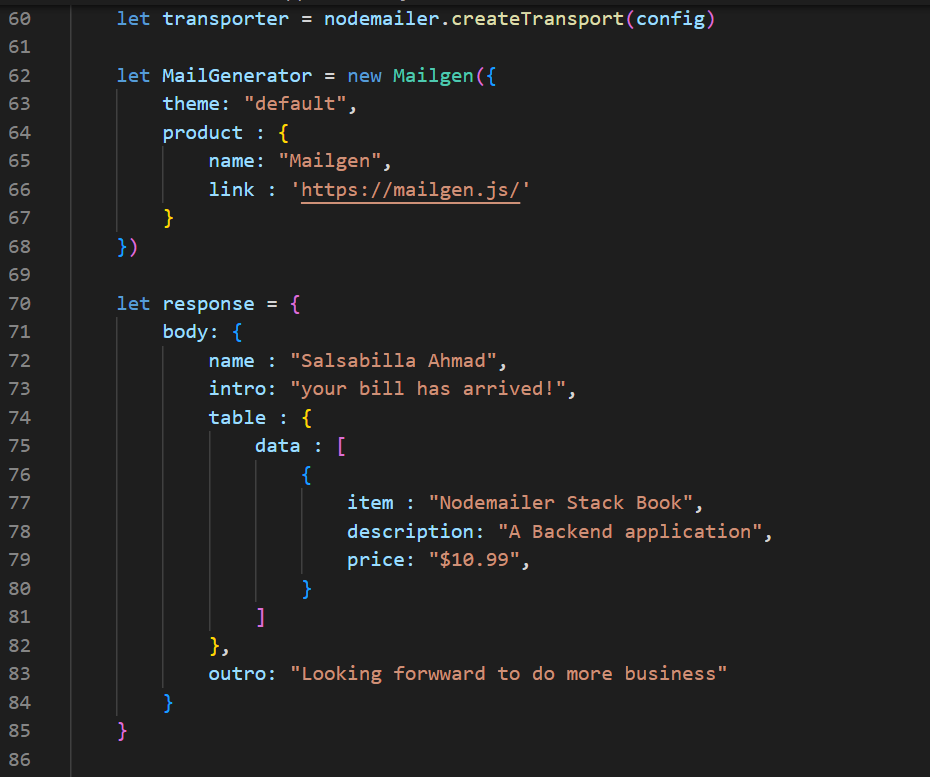 60 let transporter = nodemailer.createTransport(config)
61
62 let MailGenerator = new Mailgen({
63 theme: "default",
64 product : {
65 name: "Mailgen",
66 link : 'https://mailgen.js/'
67 }
68 })
69
70 let response = {
71 body: {
72 name : "Salsabilla Ahmad",
73 intro: "your bill has arrived!",
74 table : {
75 data : [
76 {
77 item : "Nodemailer Stack Book",
78 description: "A Backend application",
79 price: "$10.99",
80 }
81 ]
82 },
83 outro: "Looking forwward to do more business"
84 }
85 }
86